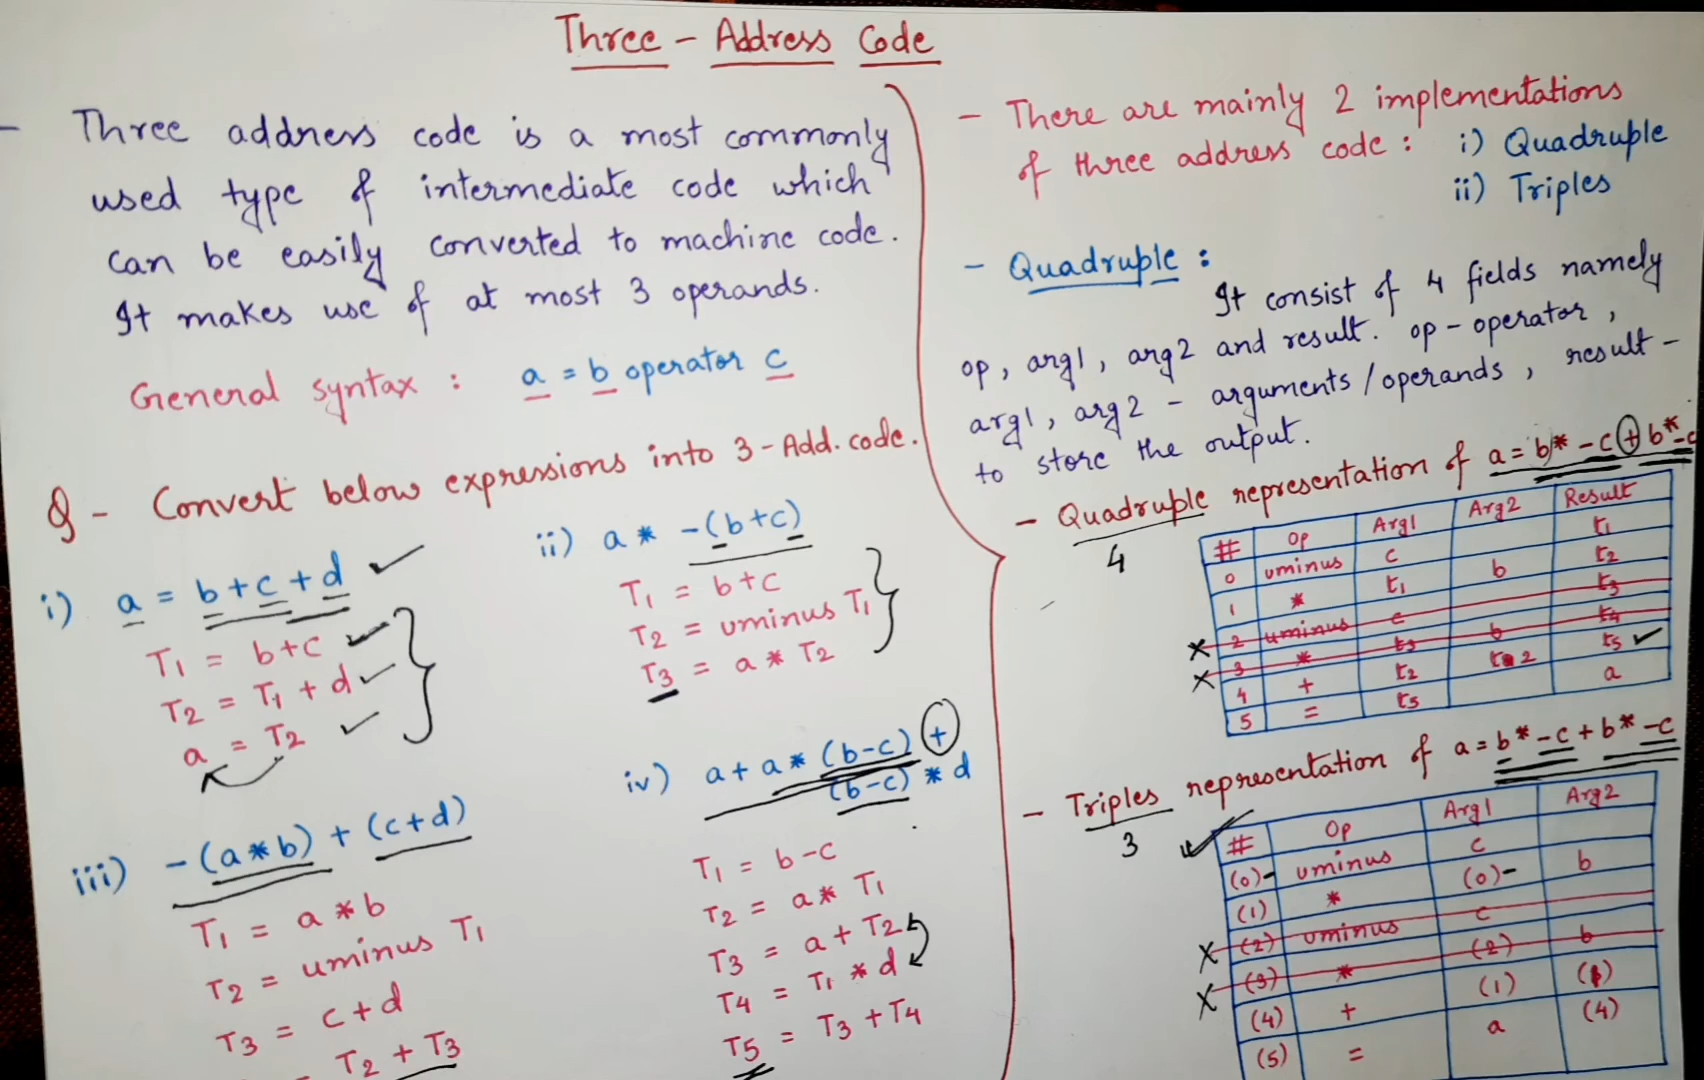 Three - Address Code
- Three address code is a most commonly
used type of intermediate code which
can be easily converted to machine code.
It makes use of at most 3 operands.
General syntax : a = b operator c
Q - Convert below expressions into 3-Add. code.
i) a = b+c+d
T1 = b+c
T2 = T1 + d
a = T2
ii) a * -(b+c)
T1 = b+c
T2 = uminus T1
T3 = a * T2
iii) -(a*b) + (c+d)
T1 = a*b
T2 = uminus T1
T3 = c+d
T2 + T3
iv) a + a * (b-c) +
(b-c) * d
T1 = b-c
T2 = a * T1
T3 = a + T2
T4 = T1 * d
T5 = T3 + T4
- There are mainly 2 implementations
of three address code : i) Quadruple
ii) Triples
- Quadruple :
It consist of 4 fields namely
op, arg1, arg2 and result. op - operator,
arg1, arg2 - arguments/operands, result -
to store the output.
- Quadruple representation of a = b* -c + b* -c
4
# Op Arg1 Arg2 Result
0 uminus c t1
1 * t1 b t2
2 uminus c t3
3 * t3 b t4
4 + t2 t2 t5
5 = t5 a
- Triples representation of a = b* -c + b* -c
3
# Op Arg1 Arg2
(0) uminus c
(1) * (0) b
(2) uminus c
(3) * (2) b
(4) + (1) (1)
(5) = a (4)